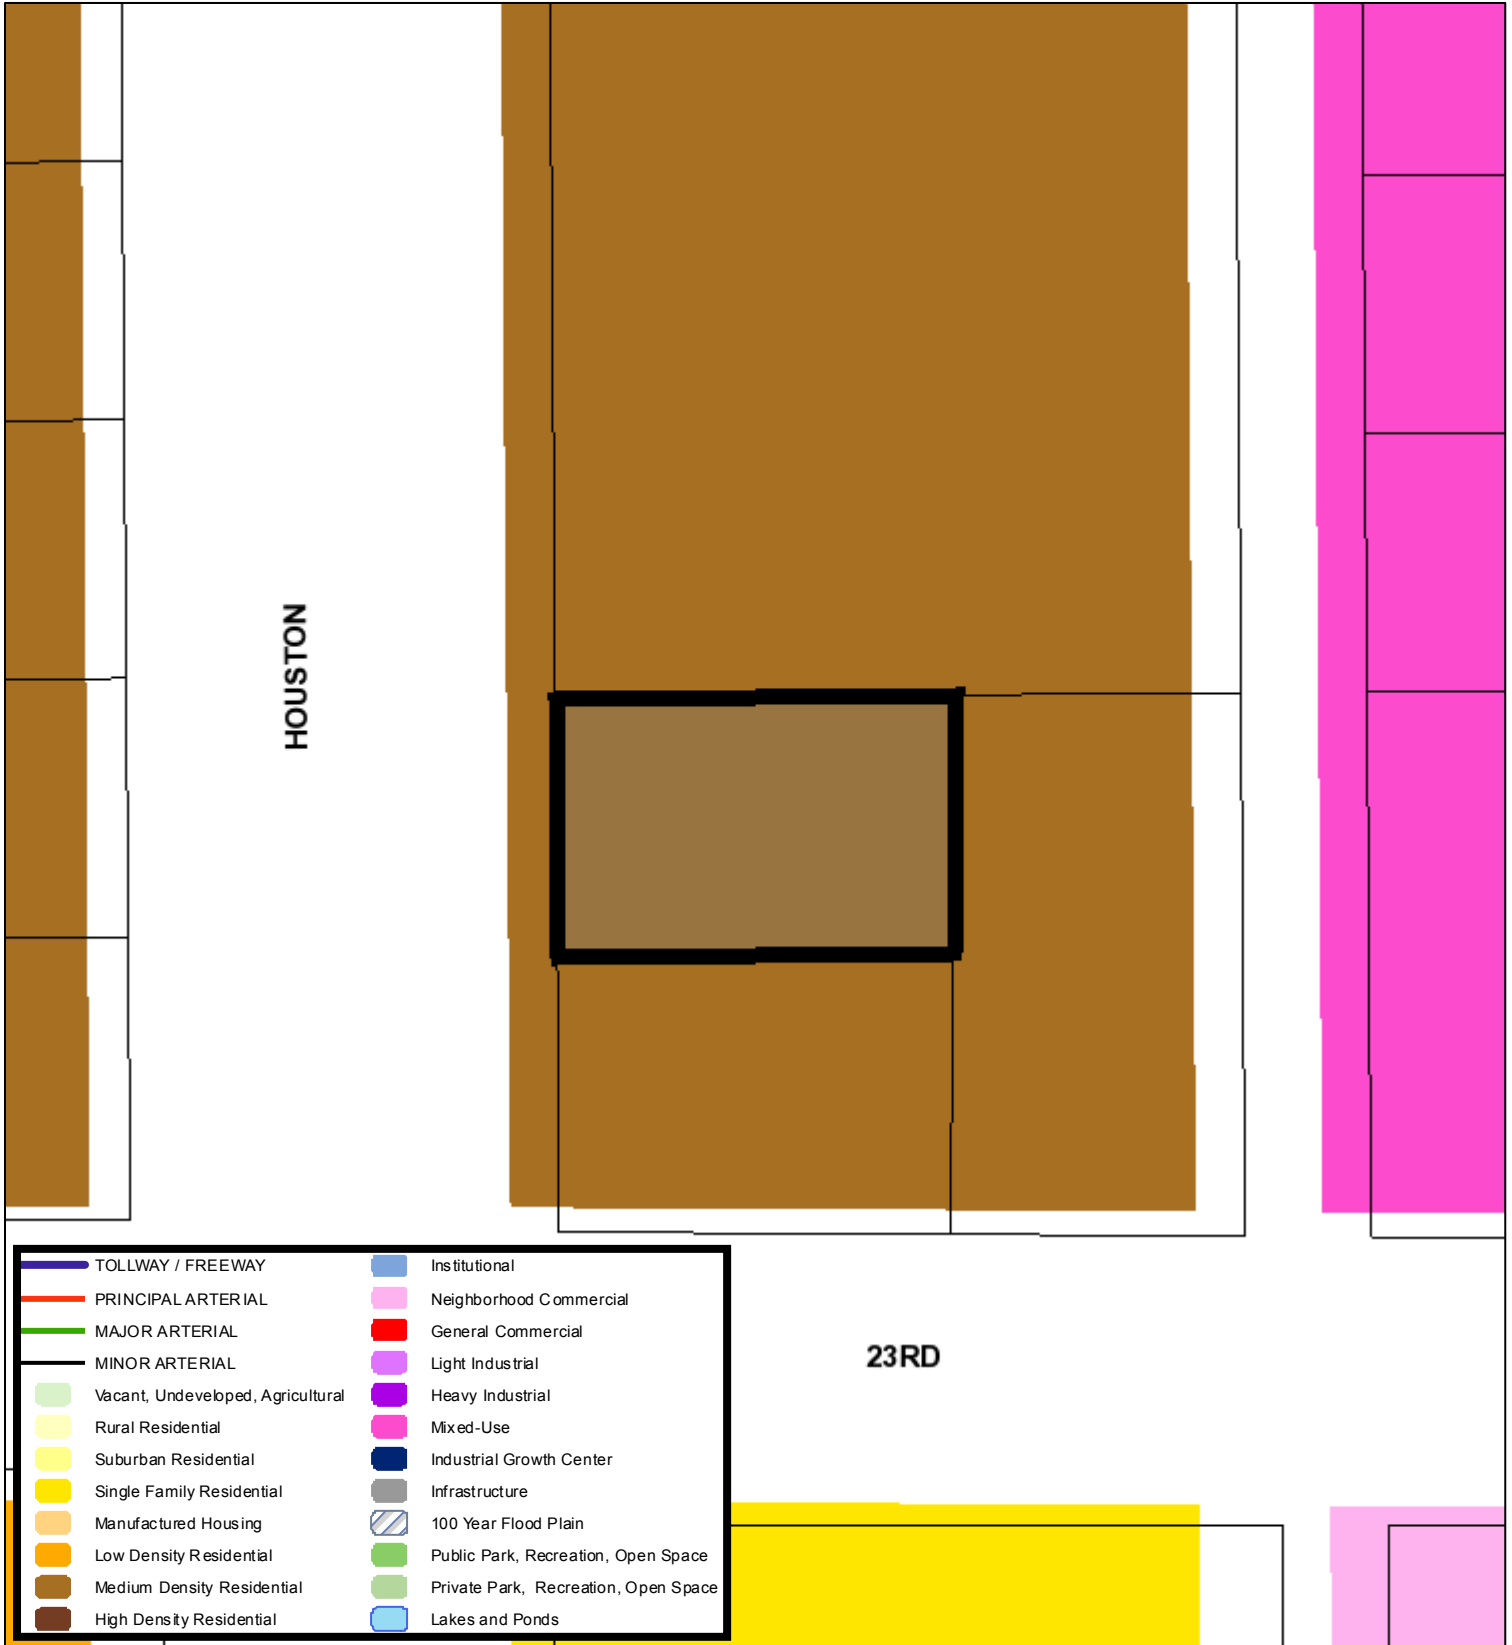 HOUSTON
23RD
TOLLWAY / FREEWAY
PRINCIPAL ARTERIAL
MAJOR ARTERIAL
MINOR ARTERIAL
Vacant, Undeveloped, Agricultural
Rural Residential
Suburban Residential
Single Family Residential
Manufactured Housing
Low Density Residential
Medium Density Residential
High Density Residential
Institutional
Neighborhood Commercial
General Commercial
Light Industrial
Heavy Industrial
Mixed-Use
Industrial Growth Center
Infrastructure
100 Year Flood Plain
Public Park, Recreation, Open Space
Private Park, Recreation, Open Space
Lakes and Ponds